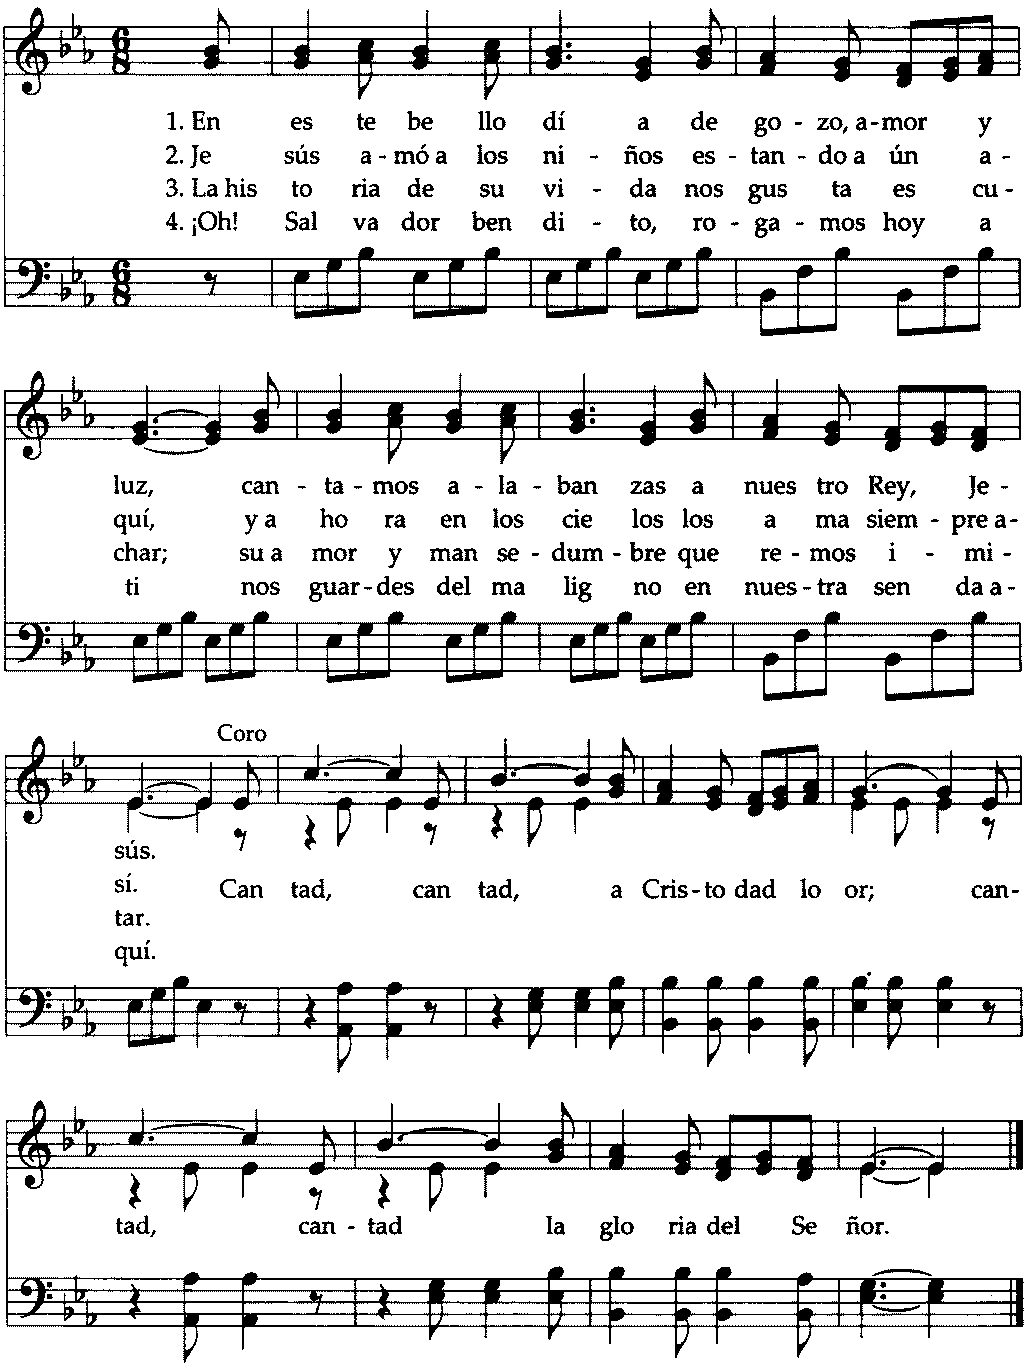 1. En es te be llo dí a de go - zo, a - mor y
2. Je sús a - mó a los ni - ños es - tan - do a ún a -
3. La his to ria de su vi - da nos gus ta es cu -
4. ¡Oh! Sal va dor ben di - to, ro - ga - mos hoy a
luz, can - ta - mos a - la - ban zas a nues tro Rey, Je -
quí, y a ho ra en los cie los los a ma siem - pre a -
char; su a mor y man se - dum - bre que re - mos i - mi -
ti nos guar - des del ma lig no en nues - tra sen da a -
Coro
sús.
sí. Can tad, can tad, a Cris - to dad lo or; can -
tar.
quí.
tad, can - tad la glo ria del Se ñor.